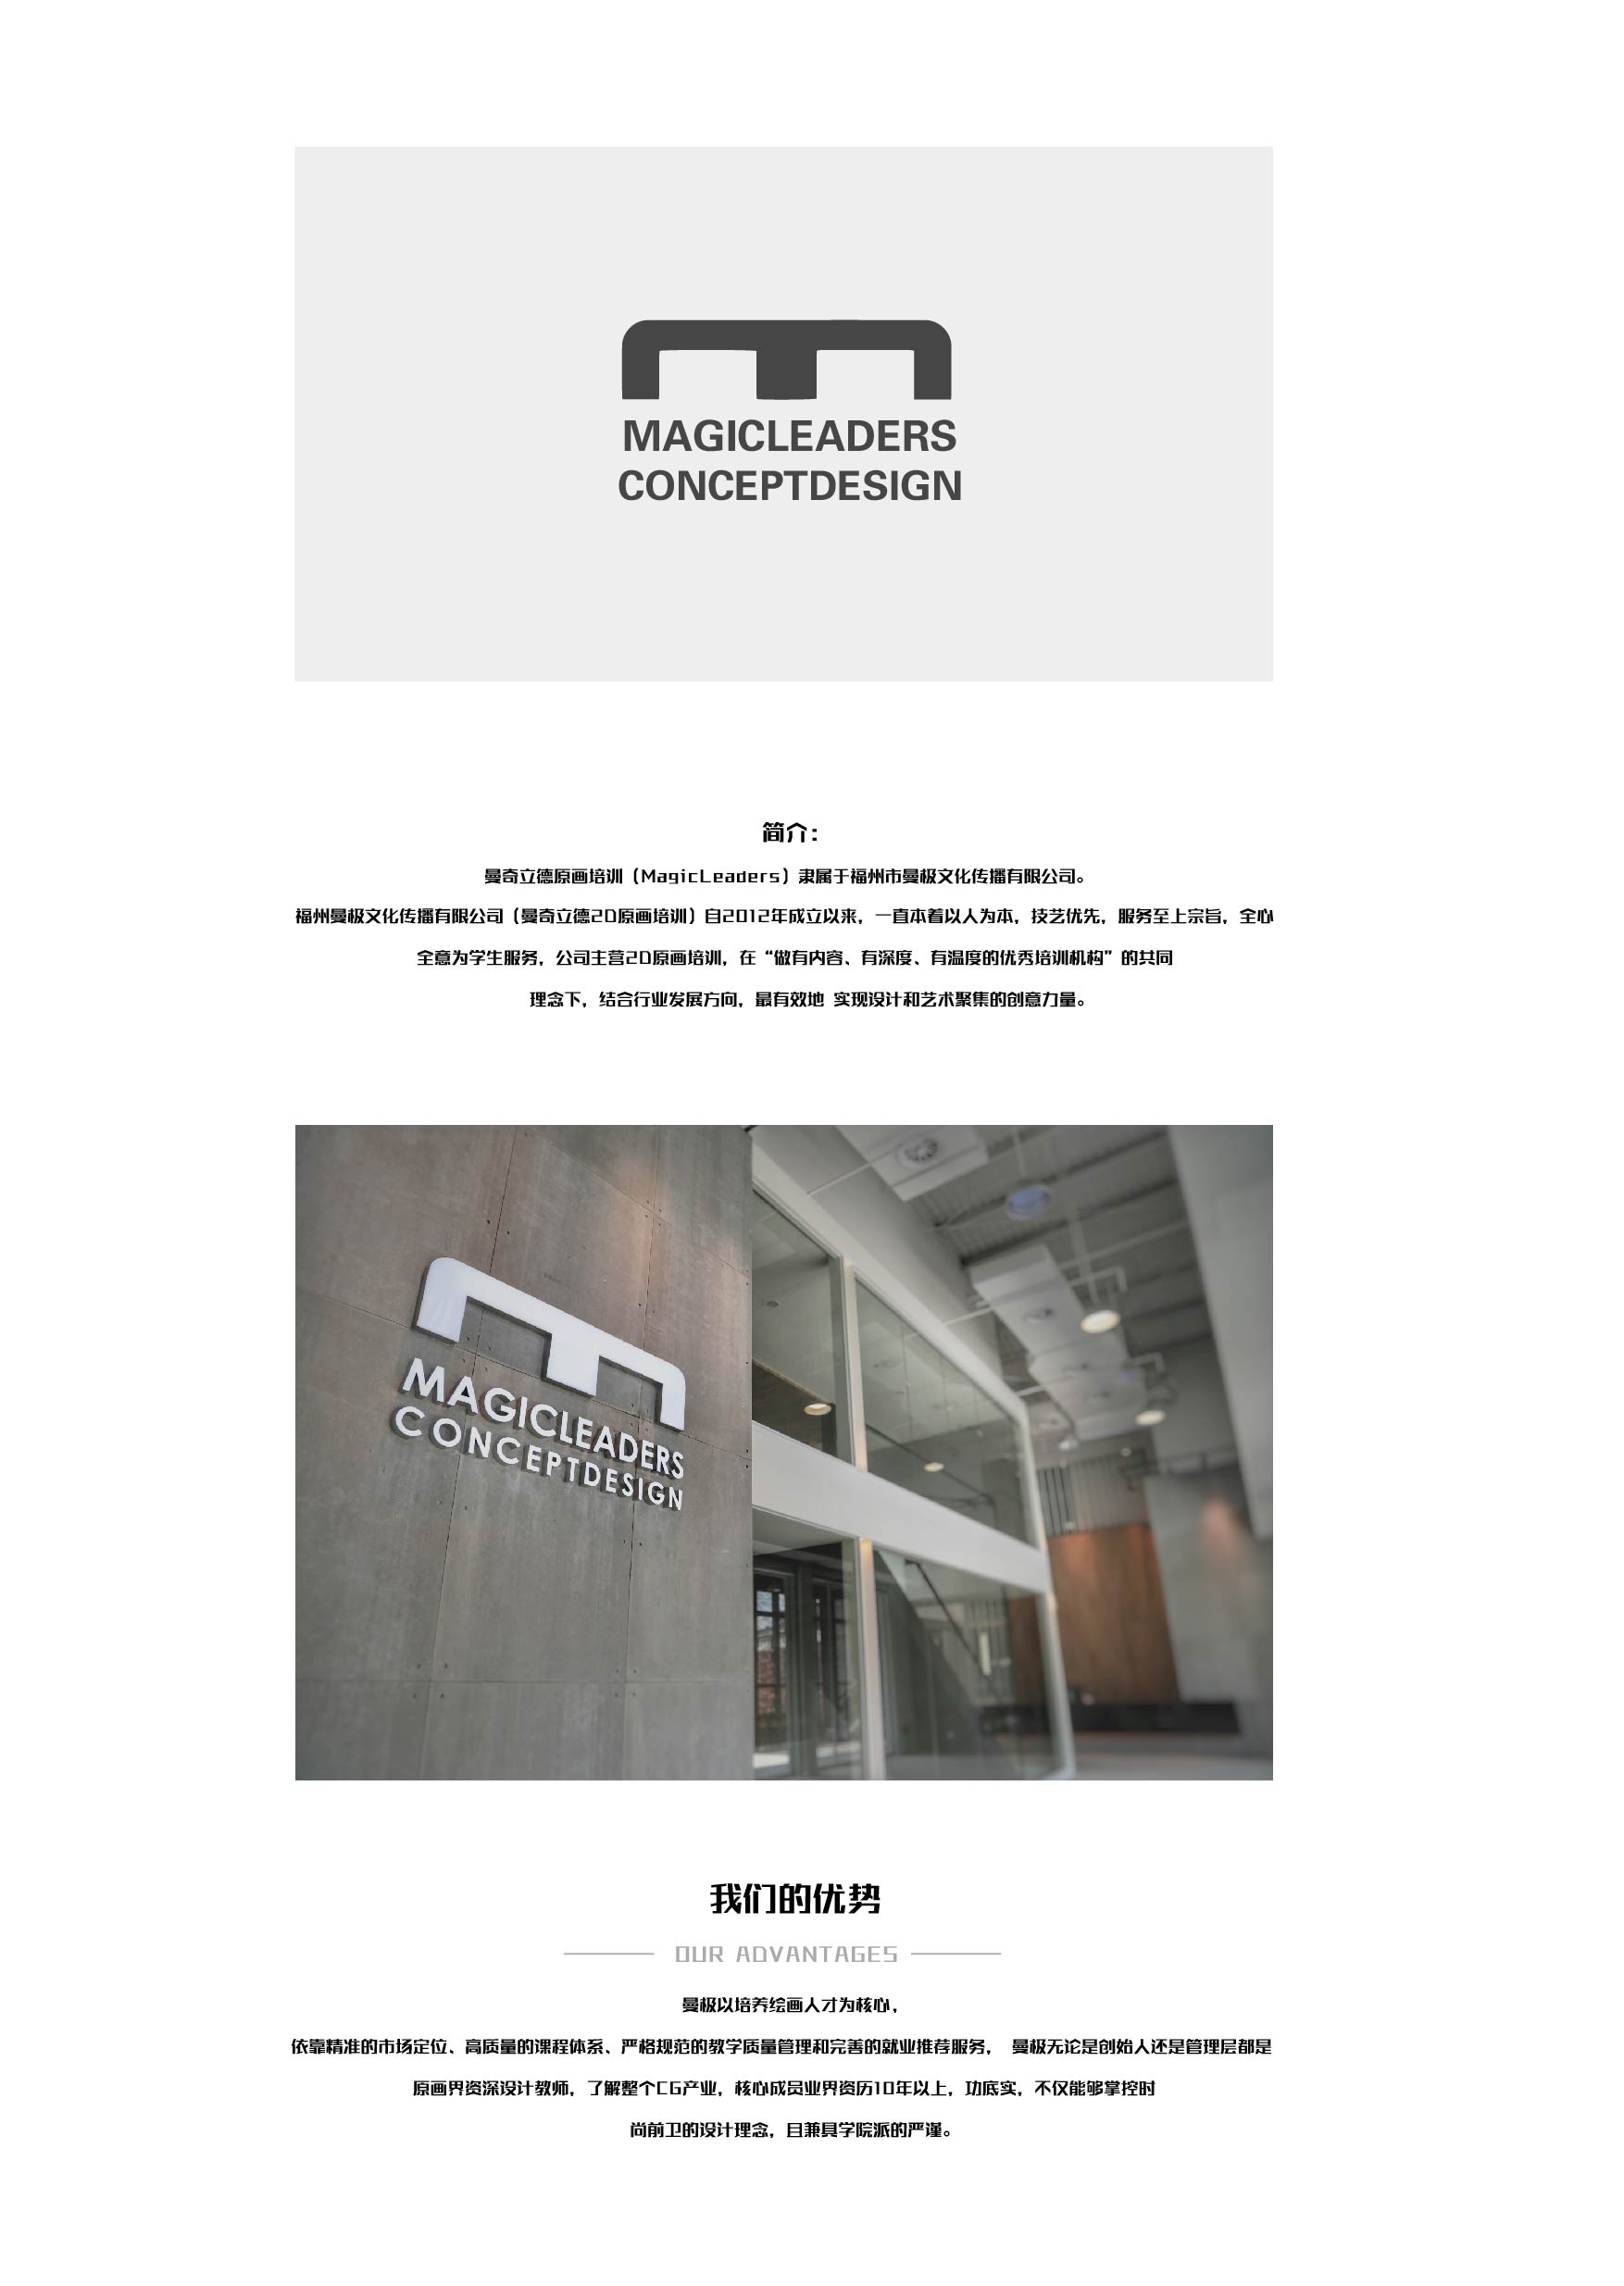 MAGICLEADERS
CONCEPTDESIGN
简介：
曼奇立德原画培训（MagicLeaders）隶属于福州市曼极文化传播有限公司。
福州曼极文化传播有限公司（曼奇立德2D原画培训）自2012年成立以来，一直本着以人为本，技艺优先，服务至上宗旨，全心
全意为学生服务，公司主营2D原画培训，在“做有内容、有深度、有温度的优秀培训机构”的共同
理念下，结合行业发展方向，最有效地 实现设计和艺术聚集的创意力量。
MAGICLEADERS
CONCEPTDESIGN
我们的优势
OUR ADVANTAGES
曼极以培养绘画人才为核心，
依靠精准的市场定位、高质量的课程体系、严格规范的教学质量管理和完善的就业推荐服务， 曼极无论是创始人还是管理层都是
原画界资深设计教师，了解整个CG产业，核心成员业界资历10年以上，功底实，不仅能够掌控时
尚前卫的设计理念，且兼具学院派的严谨。